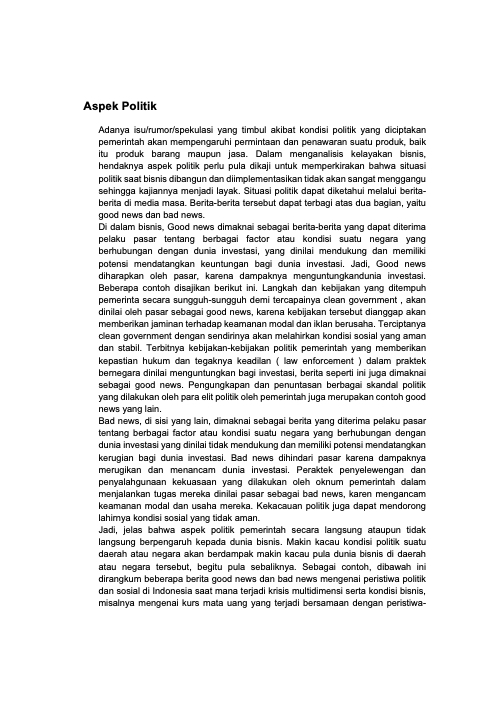 Aspek Politik
Adanya isu/rumor/spekulasi yang timbul akibat kondisi politik yang diciptakan
pemerintah akan mempengaruhi permintaan dan penawaran suatu produk, baik
itu produk barang maupun jasa. Dalam menganalisis kelayakan bisnis,
hendaknya aspek politik perlu pula dikaji untuk memperkirakan bahwa situasi
politik saat bisnis dibangun dan diimplementasikan tidak akan sangat menggangu
sehingga kajiannya menjadi layak. Situasi politik dapat diketahui melalui berita-
berita di media masa. Berita-berita tersebut dapat terbagi atas dua bagian, yaitu
good news dan bad news.
Di dalam bisnis, Good news dimaknai sebagai berita-berita yang dapat diterima
pelaku pasar tentang berbagai factor atau kondisi suatu negara yang
berhubungan dengan dunia investasi, yang dinilai mendukung dan memiliki
potensi mendatangkan keuntungan bagi dunia investasi. Jadi, Good news
diharapkan oleh pasar, karena dampaknya menguntungkandunia investasi.
Beberapa contoh disajikan berikut ini. Langkah dan kebijakan yang ditempuh
pemerinta secara sungguh-sungguh demi tercapainya clean government , akan
dinilai oleh pasar sebagai good news, karena kebijakan tersebut dianggap akan
memberikan jaminan terhadap keamanan modal dan iklan berusaha. Terciptanya
clean government dengan sendirinya akan melahirkan kondisi sosial yang aman
dan stabil. Terbitnya kebijakan-kebijakan politik pemerintah yang memberikan
kepastian hukum dan tegaknya keadilan ( law enforcement ) dalam praktek
bernegara dinilai menguntungkan bagi investasi, berita seperti ini juga dimaknai
sebagai good news. Pengungkapan dan penuntasan berbagai skandal politik
yang dilakukan oleh para elit politik oleh pemerintah juga merupakan contoh good
news yang lain.
Bad news, di sisi yang lain, dimaknai sebagai berita yang diterima pelaku pasar
tentang berbagai factor atau kondisi suatu negara yang berhubungan dengan
dunia investasi yang dinilai tidak mendukung dan memiliki potensi mendatangkan
kerugian bagi dunia investasi. Bad news dihindari pasar karena dampaknya
merugikan dan menancam dunia investasi. Peraktek penyelewengan dan
penyalahgunaan kekuasaan yang dilakukan oleh oknum pemerintah dalam
menjalankan tugas mereka dinilai pasar sebagai bad news, karen mengancam
keamanan modal dan usaha mereka. Kekacauan politik juga dapat mendorong
lahirnya kondisi sosial yang tidak aman.
Jadi, jelas bahwa aspek politik pemerintah secara langsung ataupun tidak
langsung berpengaruh kepada dunia bisnis. Makin kacau kondisi politik suatu
daerah atau negara akan berdampak makin kacau pula dunia bisnis di daerah
atau negara tersebut, begitu pula sebaliknya. Sebagai contoh, dibawah ini
dirangkum beberapa berita good news dan bad news mengenai peristiwa politik
dan sosial di Indonesia saat mana terjadi krisis multidimensi serta kondisi bisnis,
misalnya mengenai kurs mata uang yang terjadi bersamaan dengan peristiwa-